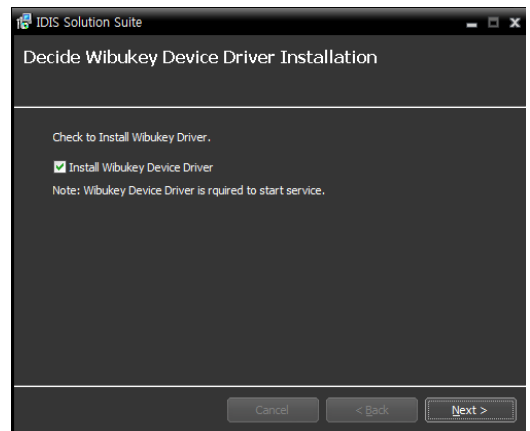 IDIS Solution Suite
Decide Wibukey Device Driver Installation
Check to Install Wibukey Driver.
Install Wibukey Device Driver
Note: Wibukey Device Driver is rquired to start service.
Cancel
< Back
Next >